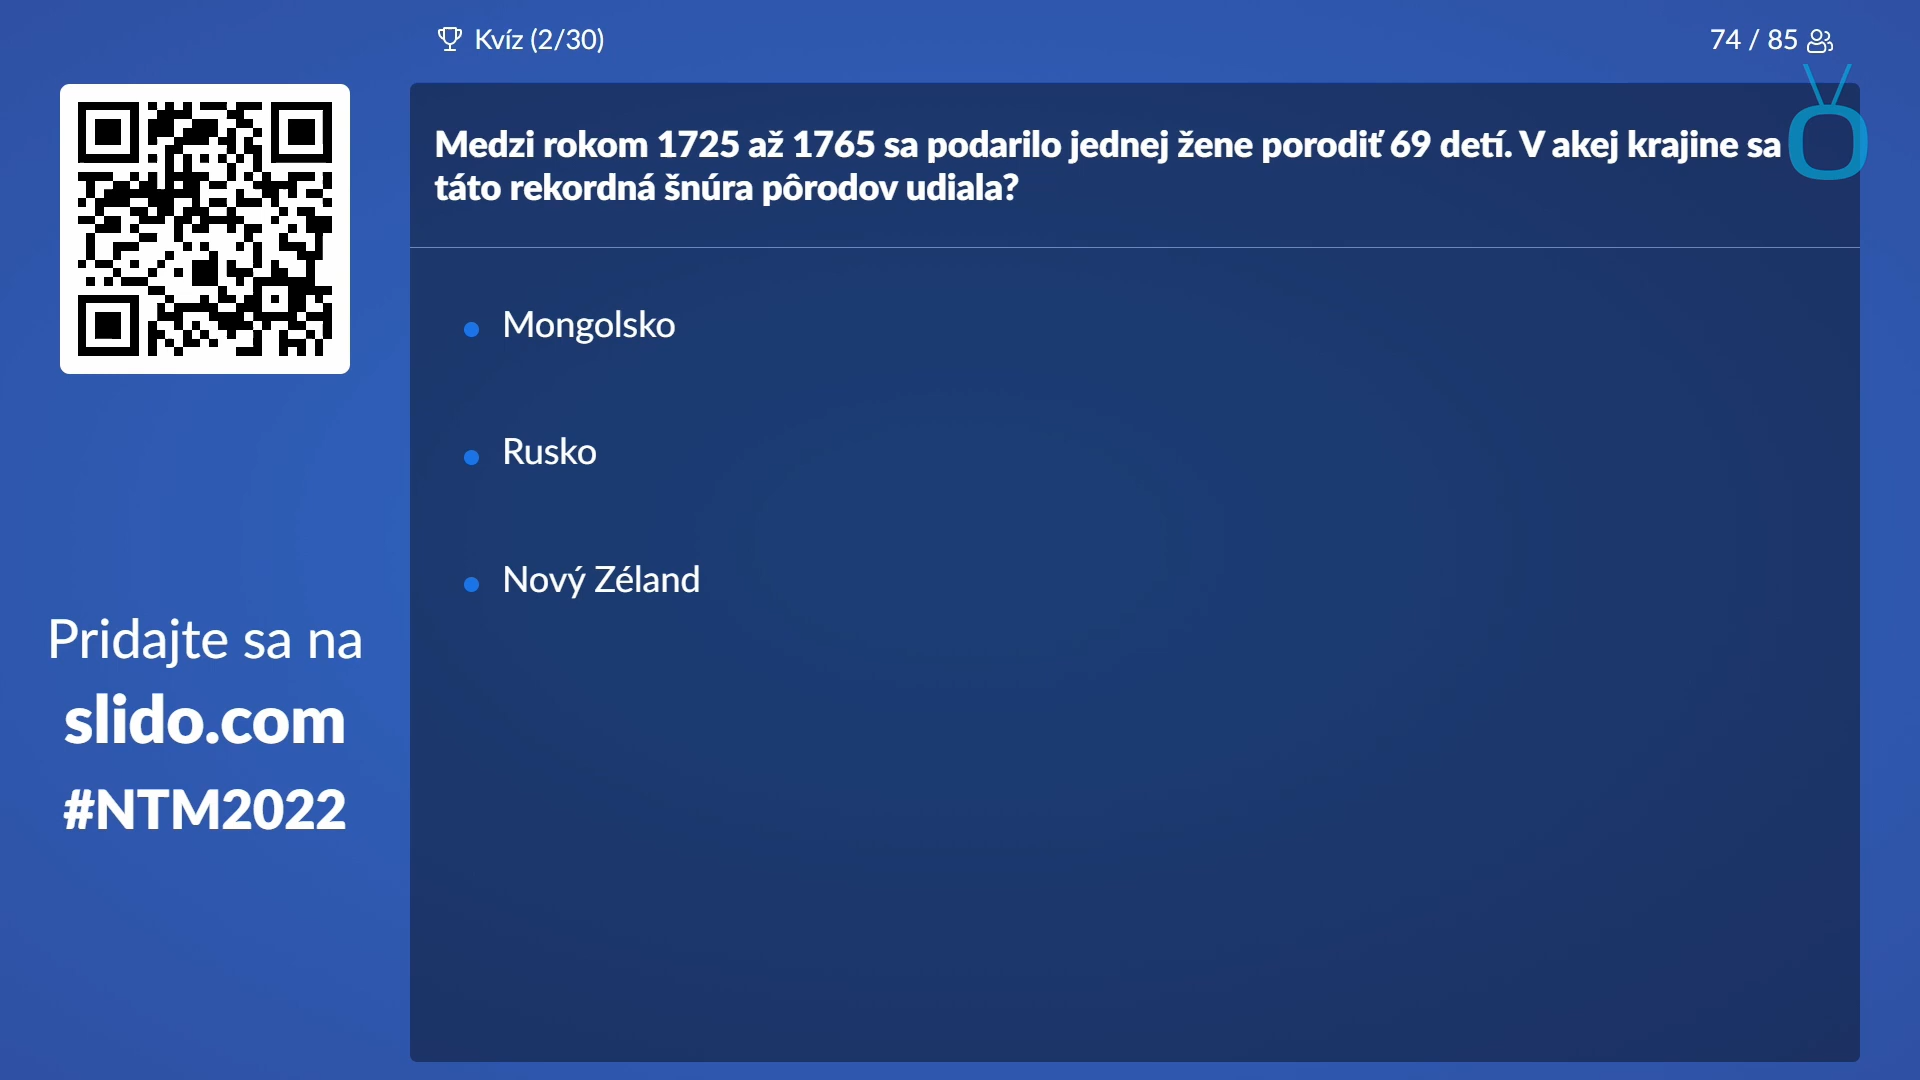 Kvíz (2/30)
74 / 85
Medzi rokom 1725 až 1765 sa podarilo jednej žene porodiť 69 detí. V akej krajine sa
táto rekordná šnúra pôrodov udiala?
Mongolsko
Rusko
Nový Zéland
Pridajte sa na
slido.com
#NTM2022